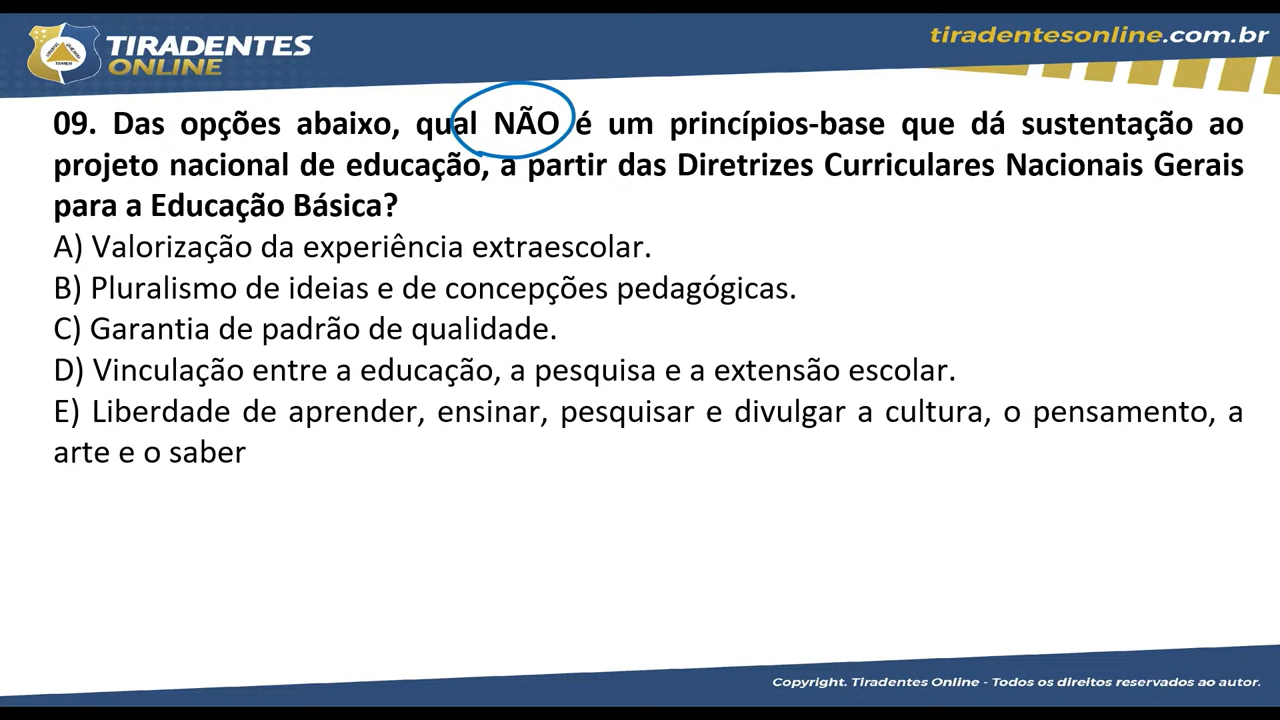 TIRADENTES
ONLINE
tiradentesonline.com.br
09. Das opções abaixo, qual NÃO é um princípios-base que dá sustentação ao
projeto nacional de educação, a partir das Diretrizes Curriculares Nacionais Gerais
para a Educação Básica?
A) Valorização da experiência extraescolar.
B) Pluralismo de ideias e de concepções pedagógicas.
C) Garantia de padrão de qualidade.
D) Vinculação entre a educação, a pesquisa e a extensão escolar.
E) Liberdade de aprender, ensinar, pesquisar e divulgar a cultura, o pensamento, a
arte e o saber
Copyright. Tiradentes Online - Todos os direitos reservados ao autor.